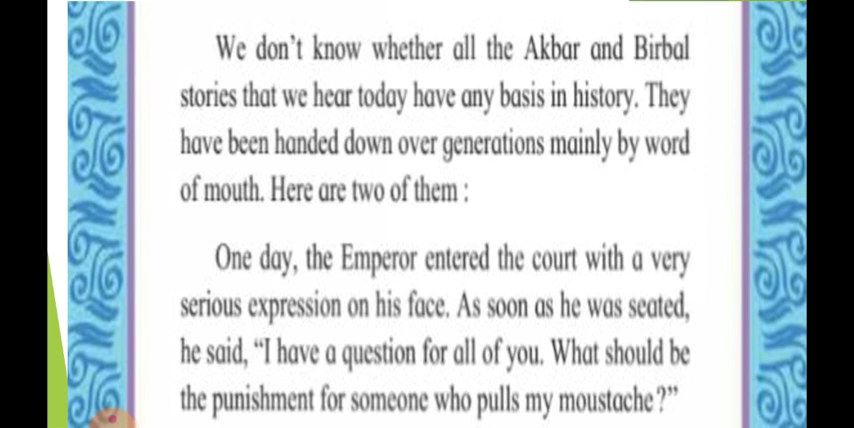 We don't know whether all the Akbar and Birbal
stories that we hear today have any basis in history. They
have been handed down over generations mainly by word
of mouth. Here are two of them :
One day, the Emperor entered the court with a very
serious expression on his face. As soon as he was seated,
he said, “I have a question for all of you. What should be
the punishment for someone who pulls my moustache?”